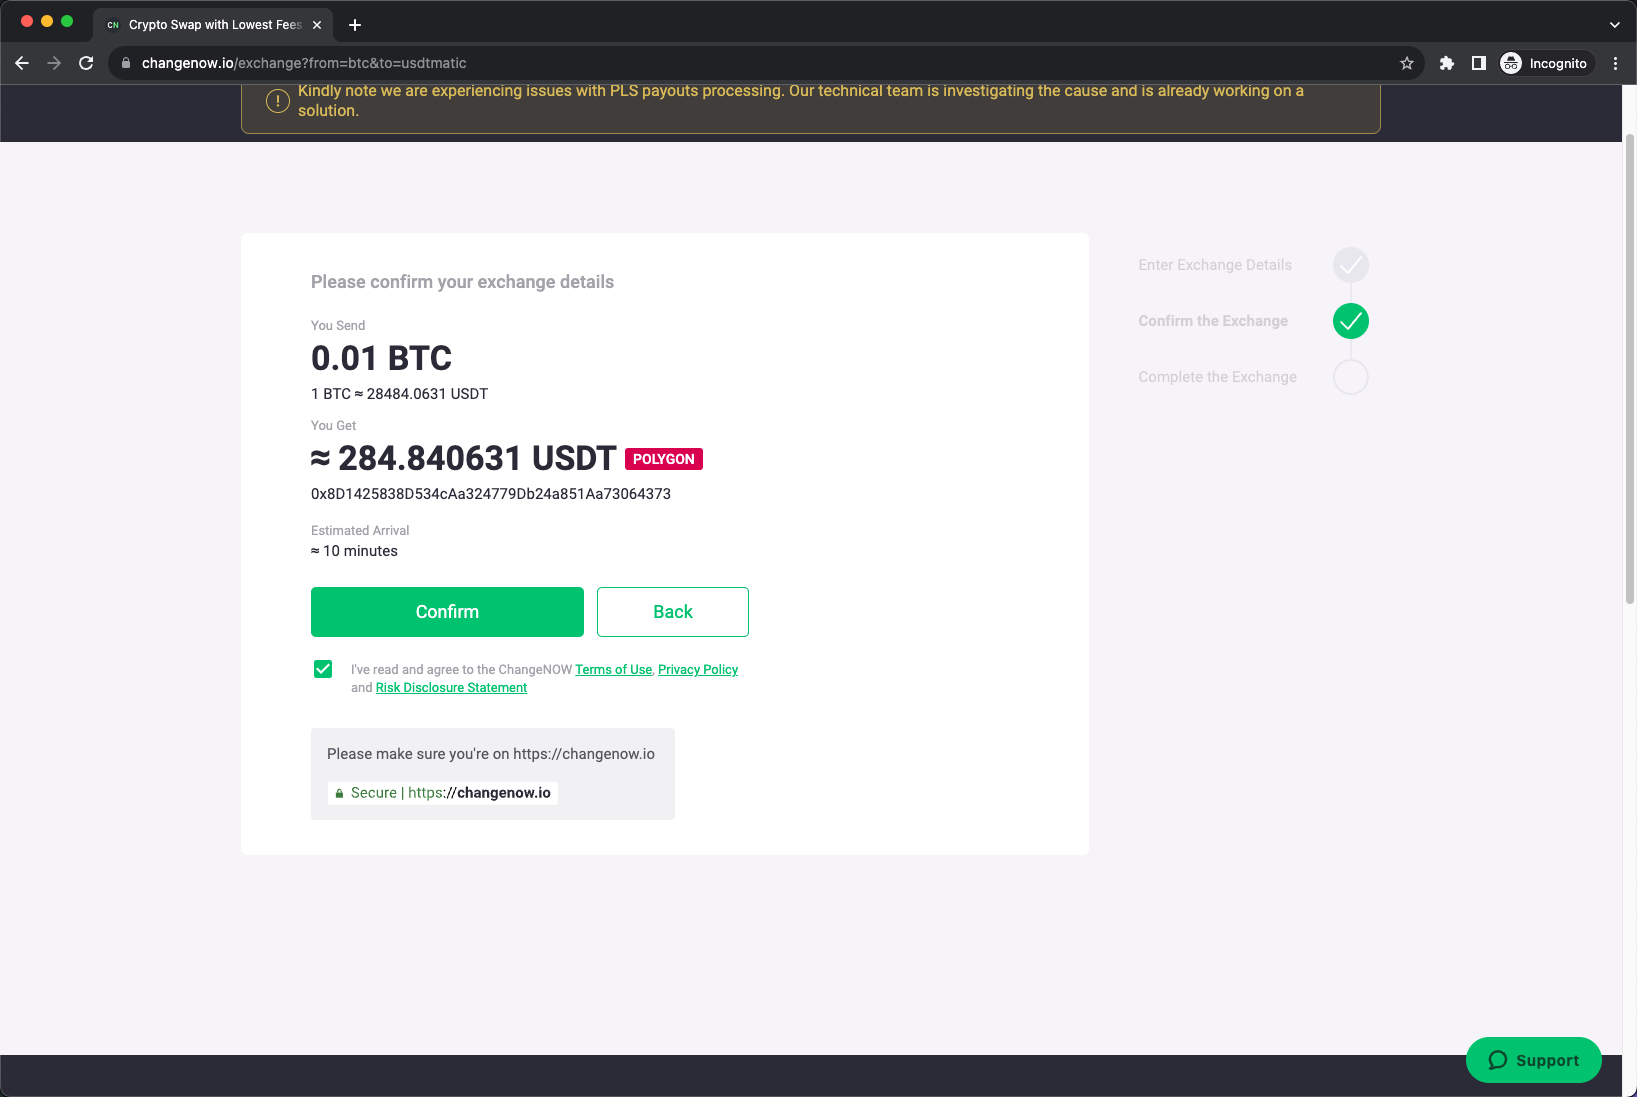 CN Crypto Swap with Lowest Fees
changenow.io/exchange?from=btc&to=usdtmatic
Incognito
Kindly note we are experiencing issues with PLS payouts processing. Our technical team is investigating the cause and is already working on a
solution.
Please confirm your exchange details
You Send
0.01 BTC
1 BTC ≈ 28484.0631 USDT
You Get
≈ 284.840631 USDT POLYGON
0x8D1425838D534cAa324779Db24a851Aa73064373
Estimated Arrival
≈ 10 minutes
Confirm
Back
I've read and agree to the ChangeNOW Terms of Use, Privacy Policy
and Risk Disclosure Statement
Please make sure you're on https://changenow.io
Secure | https://changenow.io
Enter Exchange Details
Confirm the Exchange
Complete the Exchange
Support